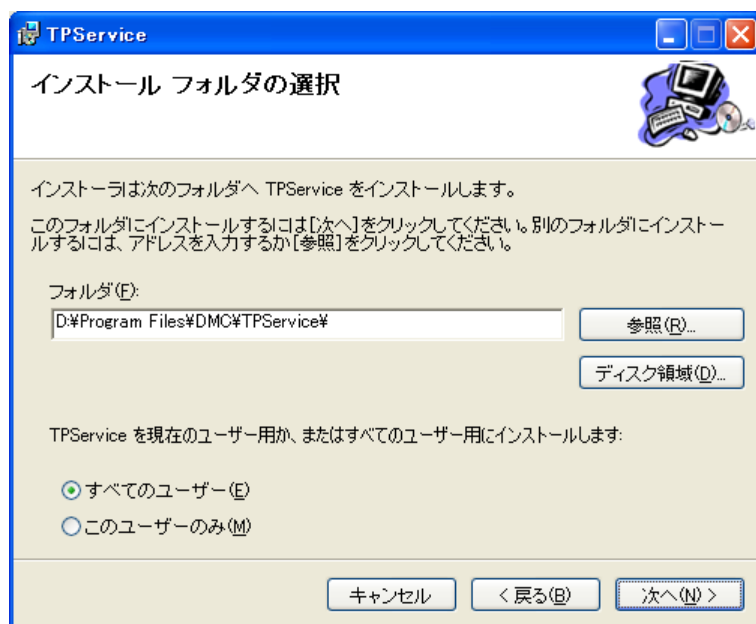 TPService
インストール フォルダの選択
インストーラは次のフォルダへ TPService をインストールします。
このフォルダにインストールするには[次へ]をクリックしてください。別のフォルダにインストー
ルするには、アドレスを入力するか[参照]をクリックしてください。
フォルダ(F):
D:¥Program Files¥DMC¥TPService¥
参照(R)...
ディスク領域(D)...
TPService を現在のユーザー用か、またはすべてのユーザー用にインストールします:
すべてのユーザー(E)
このユーザーのみ(M)
キャンセル
< 戻る(B)
次へ(N) >